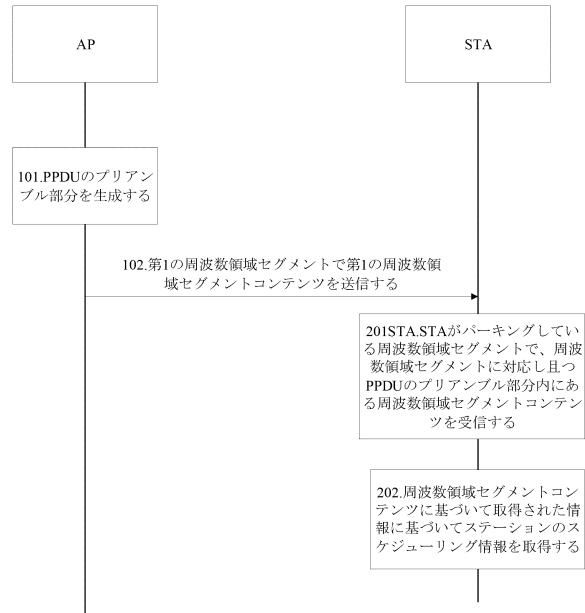 AP
STA
101.PPDUのプリアン
ブル部分を生成する
102.第1の周波数領域セグメントで第1の周波数領
域セグメントコンテンツを送信する
201STA.STAがパーキングしてい
る周波数領域セグメントで、周波
数領域セグメントに対応し且つ
PPDUのプリアンブル部分内にあ
る周波数領域セグメントコンテン
ツを受信する
202.周波数領域セグメントコン
テンツに基づいて取得された情
報に基づいてステーションのス
ケジューリング情報を取得する